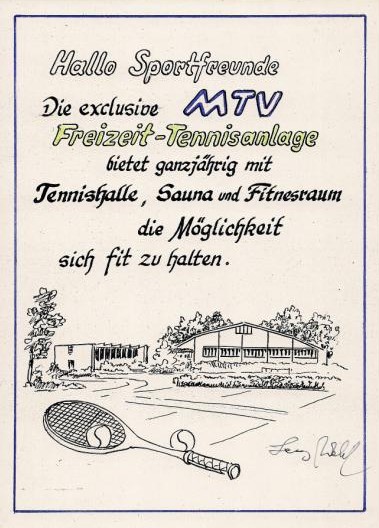 Hallo Sportfreunde
Die exclusive MTV
Freizeit-Tennisanlage
bietet ganzjährig mit
Tennishalle, Sauna und Fitnesraum
die Möglichkeit
sich fit zu halten.